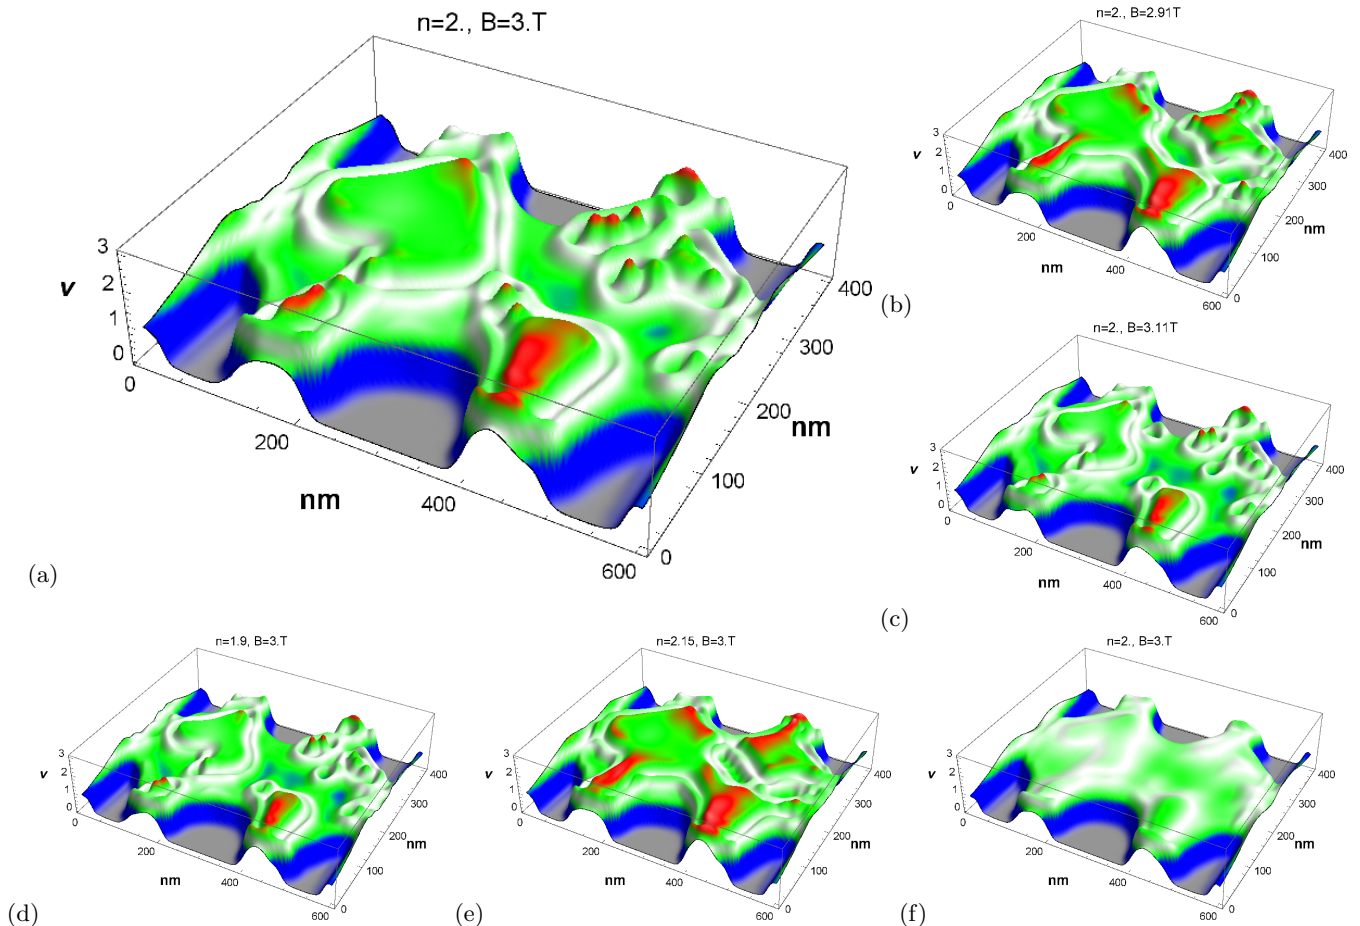 n=2., B=3.T
3
2
1
0
v
0
200
400
600
nm
0
100
200
300
400
nm
(a)
n=2., B=2.91T
3
2
1
0
v
0
200
400
600
nm
0
100
200
300
400
nm
(b)
n=2., B=3.11T
3
2
1
0
v
0
200
400
600
nm
0
100
200
300
400
nm
(c)
n=1.9, B=3.T
3
2
1
0
v
0
200
400
600
nm
0
100
200
300
400
nm
(d)
n=2.15, B=3.T
3
2
1
0
v
0
200
400
600
nm
0
100
200
300
400
nm
(e)
n=2., B=3.T
3
2
1
0
v
0
200
400
600
nm
0
100
200
300
400
nm
(f)